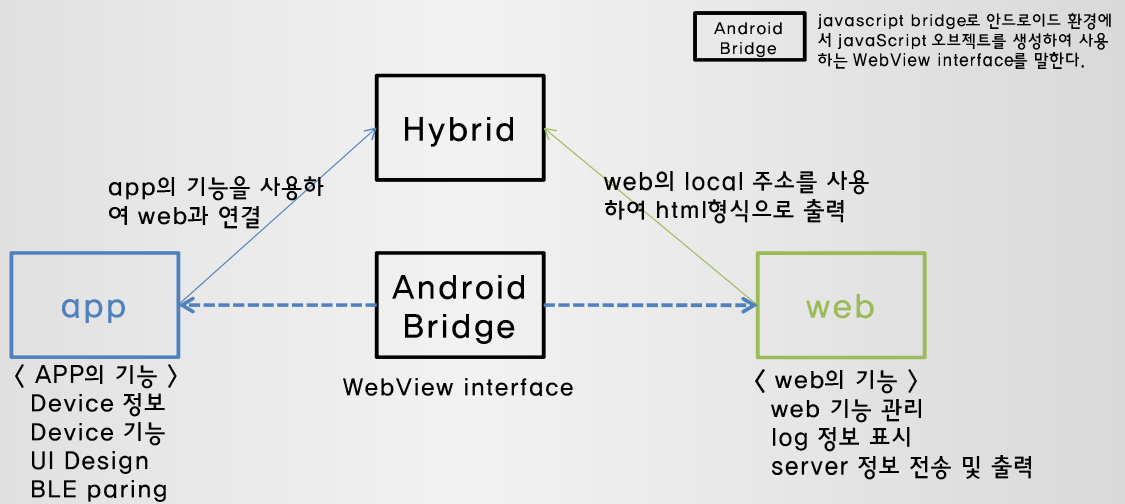 Android
Bridge
javascript bridge로 안드로이드 환경에
서 javaScript 오브젝트를 생성하여 사용
하는 WebView interface를 말한다.
Hybrid
app의 기능을 사용하
여 web과 연결
web의 local 주소를 사용
하여 html형식으로 출력
app
Android
Bridge
web
WebView interface
< APP의 기능 >
Device 정보
Device 기능
UI Design
BLE paring
< web의 기능 >
web 기능 관리
log 정보 표시
server 정보 전송 및 출력